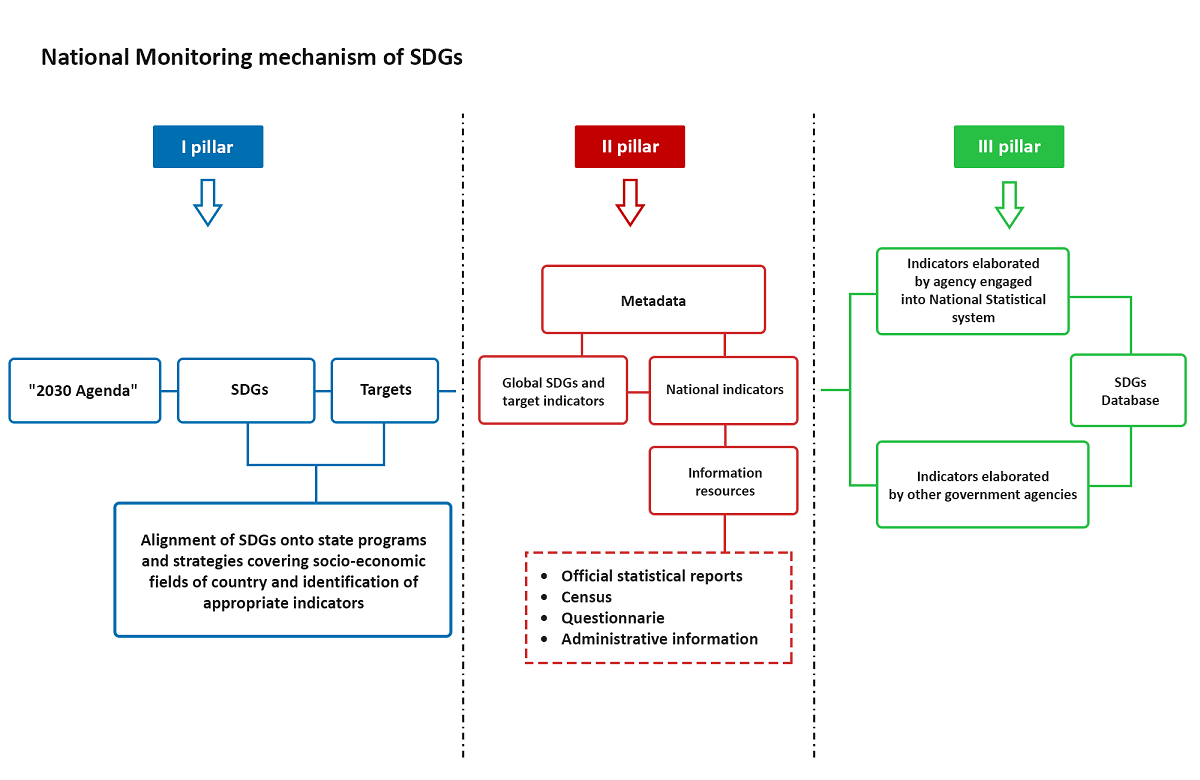 National Monitoring mechanism of SDGs
I pillar
"2030 Agenda"
SDGs
Targets
Alignment of SDGs onto state programs
and strategies covering socio-economic
fields of country and identification of
appropriate indicators
II pillar
Metadada
Global SDGs and
target indicators
National indicators
Information
resources
• Official statistical reports
• Census
• Questionnarie
• Administrative information
III pillar
Indicators elaborated
by agency engaged
into National Statistical
system
SDGs
Database
Indicators elaborated
by other government agencies